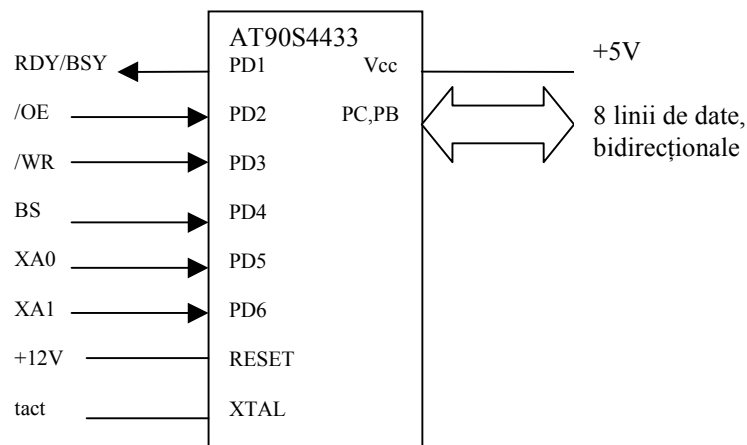 AT90S4433
RDY/BSY PD1 Vcc +5V
/OE PD2 PC,PB 8 linii de date,
bidirecționale
/WR PD3
BS PD4
XA0 PD5
XA1 PD6
+12V RESET
tact XTAL